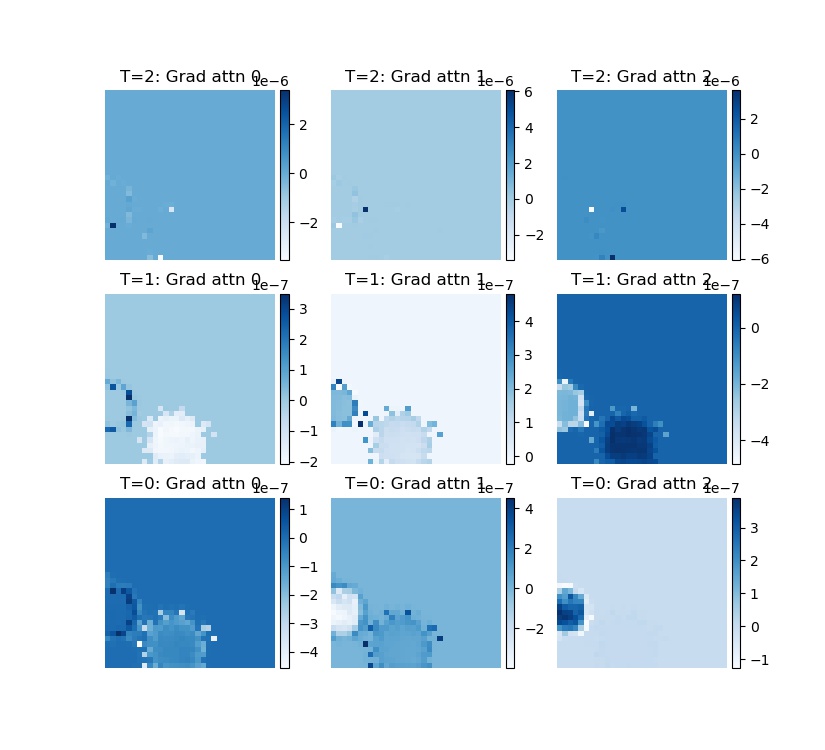 T=2: Grad attn 0
1e−6
2
0
−2
T=2: Grad attn 1
1e−6
6
4
2
0
−2
T=2: Grad attn 2
1e−6
2
0
−2
−4
−6
T=1: Grad attn 0
1e−7
3
2
1
0
−1
−2
T=1: Grad attn 1
1e−7
4
3
2
1
0
T=1: Grad attn 2
1e−7
0
−2
−4
T=0: Grad attn 0
1e−7
1
0
−1
−2
−3
−4
T=0: Grad attn 1
1e−7
4
2
0
−2
T=0: Grad attn 2
1e−7
3
2
1
0
−1